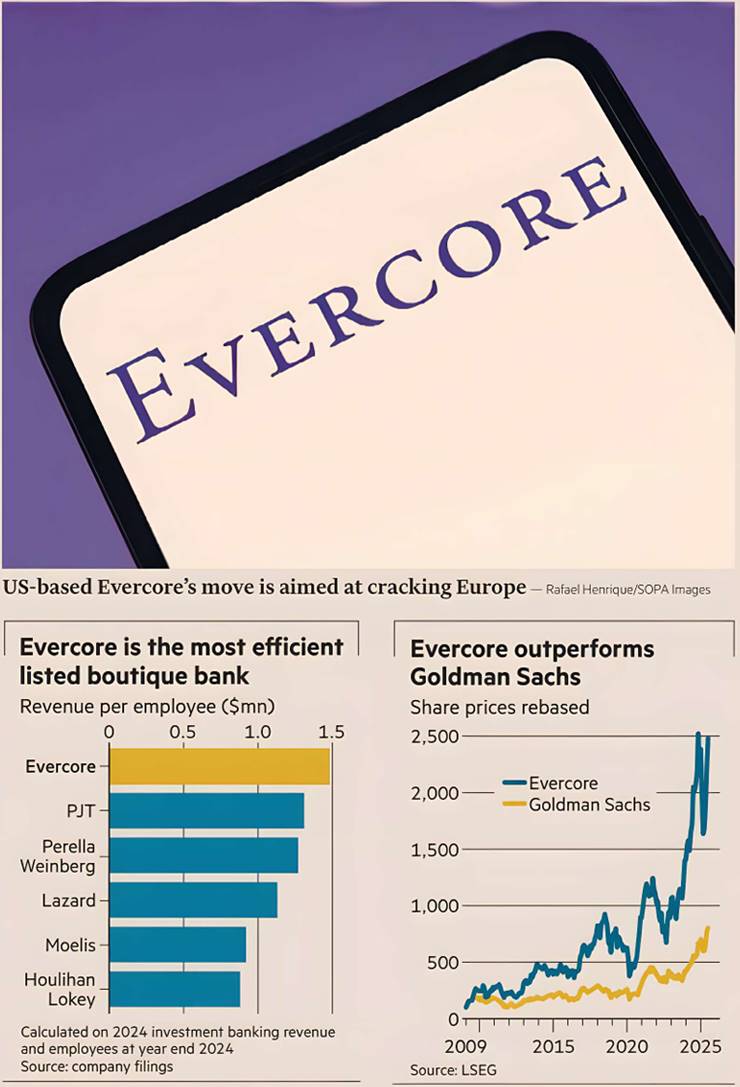 EVERCORE
US-based Evercore's move is aimed at cracking Europe — Rafael Henrique/SOPA Images
Evercore is the most efficient
listed boutique bank
Revenue per employee ($mn)
0 0.5 1.0 1.5
Evercore
PJT
Perella
Weinberg
Lazard
Moelis
Houlihan
Lokey
Calculated on 2024 investment banking revenue
and employees at year end 2024
Source: company filings
Evercore outperforms
Goldman Sachs
Share prices rebased
2,500
2,000
Evercore
Goldman Sachs
1,500
1,000
500
0
2009 2015 2020 2025
Source: LSEG